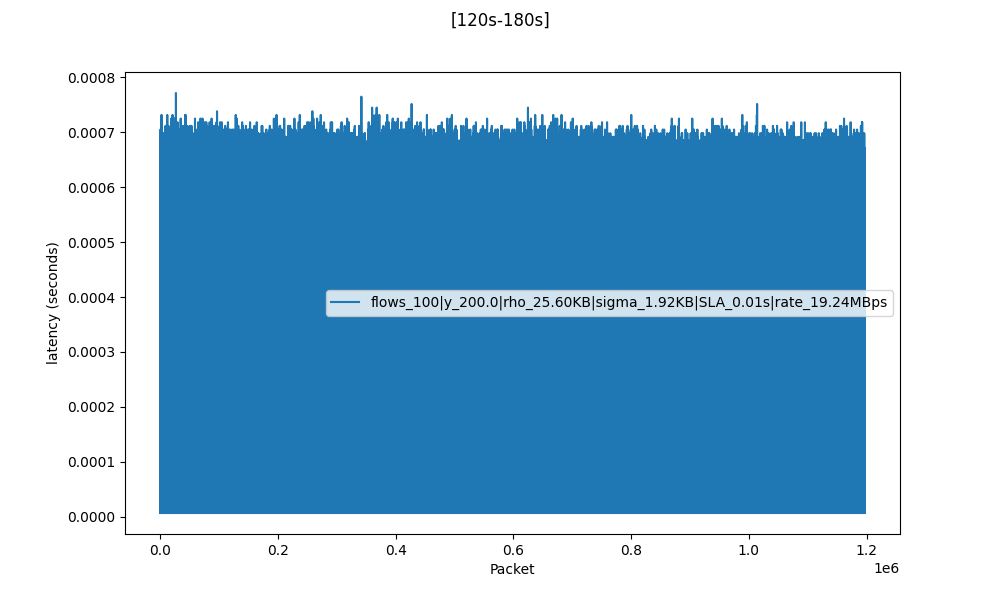 [120s-180s]
0.0008
0.0007
0.0006
0.0005
0.0004
0.0003
0.0002
0.0001
0.0000
latency (seconds)
flows_100|y_200.0|rho_25.60KB|sigma_1.92KB|SLA_0.01s|rate_19.24MBps
0.0 0.2 0.4 0.6 0.8 1.0 1.2
1e6
Packet